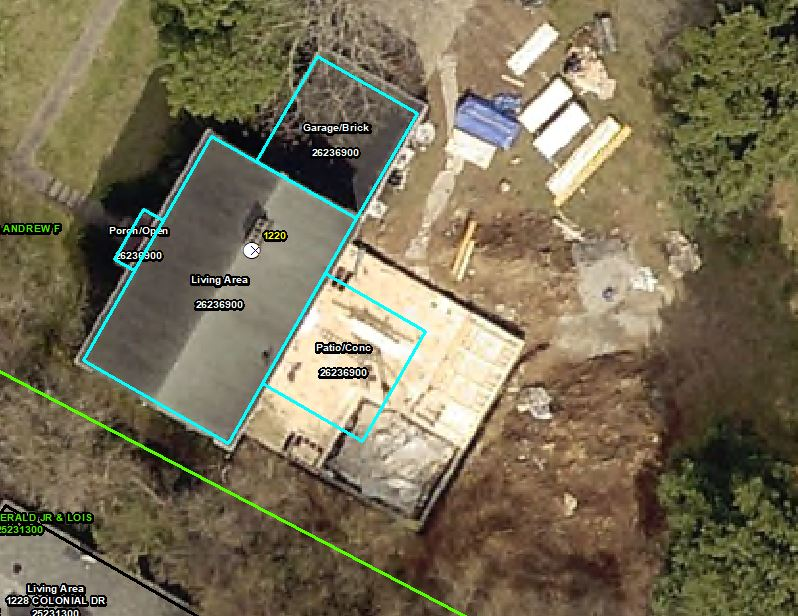 Garage/Brick
26236900
ANDREW F
Porch/Open
26236900
1220
Living Area
26236900
Patio/Conc
26236900
ERALD JR & LOIS
25231300
Living Area
1228 COLONIAL DR
25231300